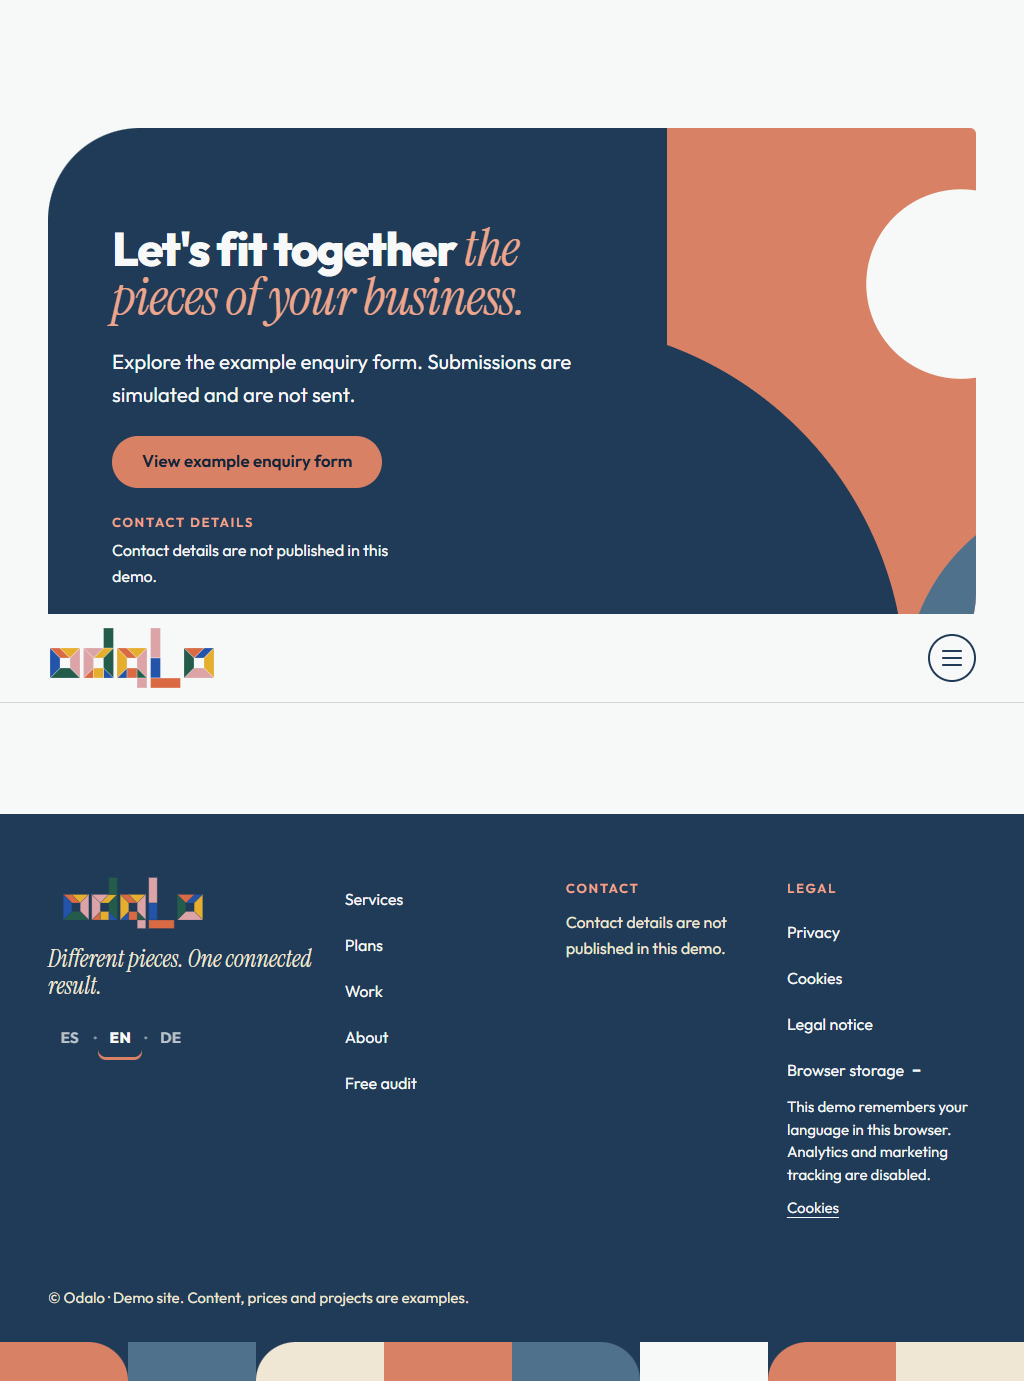 Let's fit together the
pieces of your business.
Explore the example enquiry form. Submissions are
simulated and are not sent.
View example enquiry form
CONTACT DETAILS
Contact details are not published in this
demo.
odalo
odalo
Different pieces. One connected
result.
ES · EN · DE
Services
Plans
Work
About
Free audit
CONTACT
Contact details are not
published in this demo.
LEGAL
Privacy
Cookies
Legal notice
Browser storage –
This demo remembers your
language in this browser.
Analytics and marketing
tracking are disabled.
Cookies
© Odalo · Demo site. Content, prices and projects are examples.